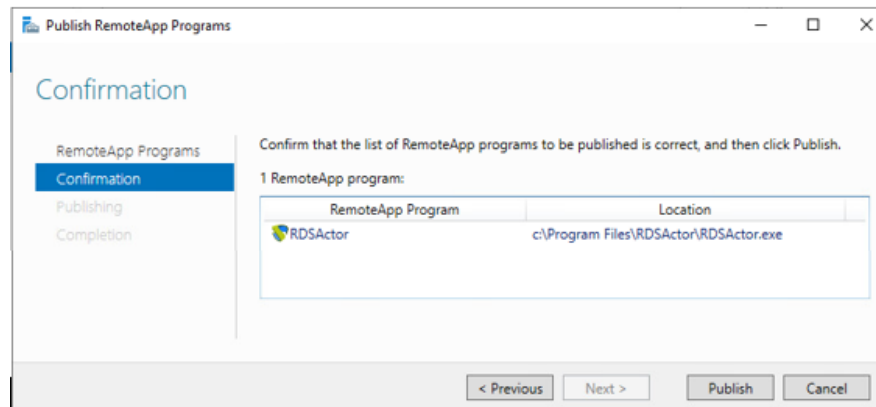 Publish RemoteApp Programs
Confirmation
RemoteApp Programs
Confirmation
Publishing
Completion
Confirm that the list of RemoteApp programs to be published is correct, and then click Publish.
1 RemoteApp program:
RemoteApp Program Location
RDSActor c:\Program Files\RDSActor\RDSActor.exe
< Previous Next > Publish Cancel